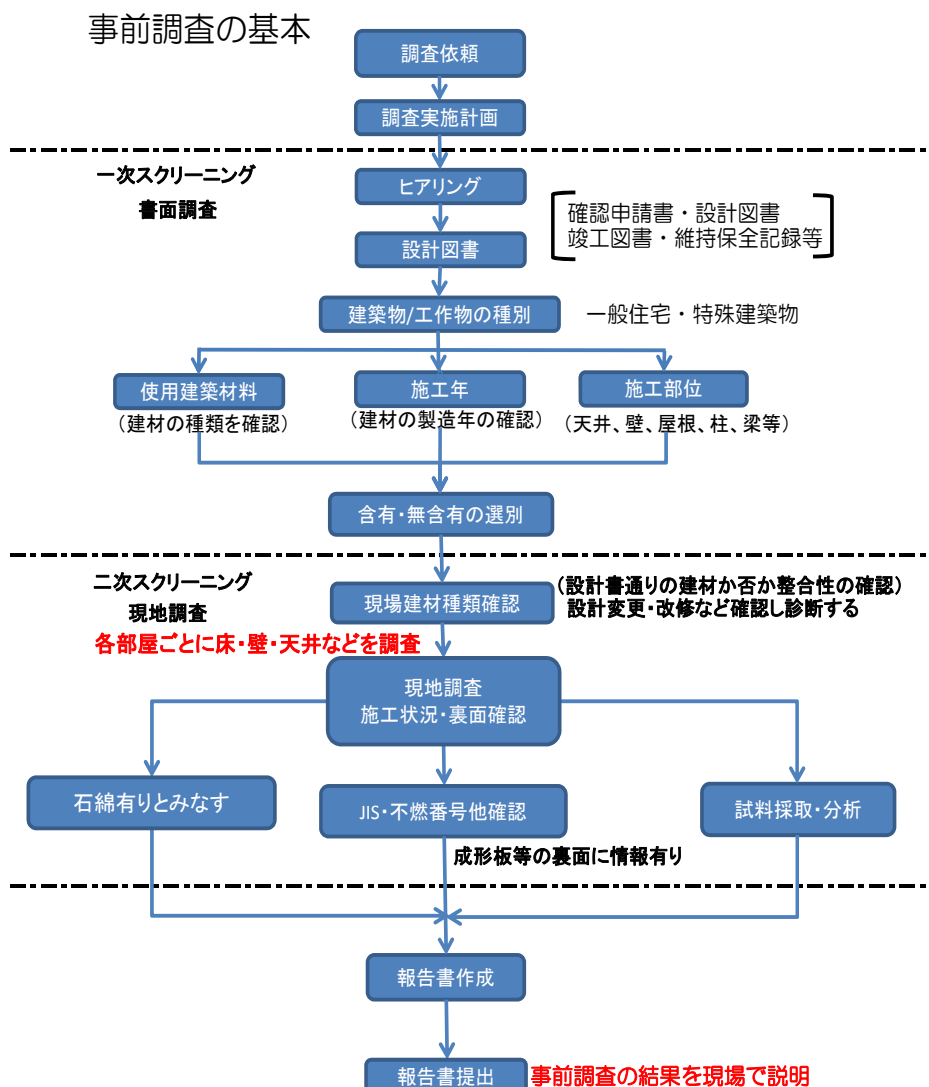 事前調査の基本
調査依頼
調査実施計画
一次スクリーニング
書面調査
ヒアリング
確認申請書・設計図書
竣工図書・維持保全記録等
設計図書
建築物/工作物の種別
一般住宅・特殊建築物
使用建築材料
(建材の種類を確認)
施工年
(建材の製造年の確認)
施工部位
(天井、壁、屋根、柱、梁等)
含有・無含有の選別
二次スクリーニング
現地調査
各部屋ごとに床・壁・天井などを調査
現場建材種類確認
(設計書通りの建材か否か整合性の確認)
設計変更・改修など確認し診断する
現地調査
施工状況・裏面確認
石綿有りとみなす
JIS・不燃番号他確認
試料採取・分析
成形板等の裏面に情報有り
報告書作成
報告書提出
事前調査の結果を現場で説明